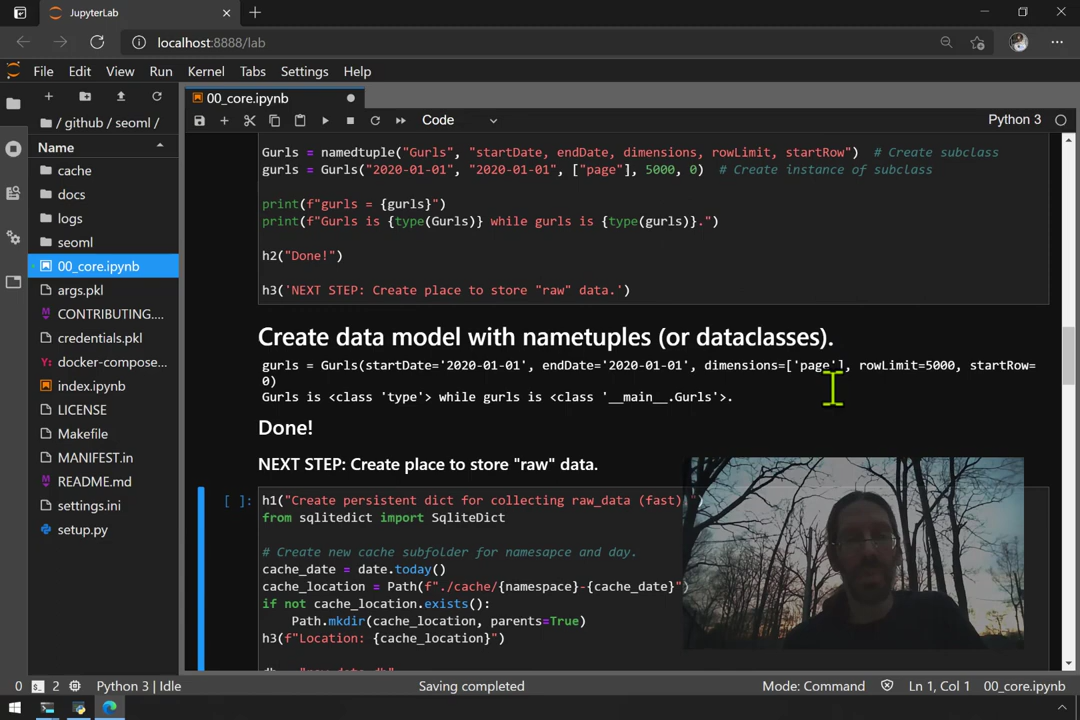 JupyterLab
localhost:8888/lab
File Edit View Run Kernel Tabs Settings Help
00_core.ipynb
Code
Python 3
/ github / seoml /
Name
cache
docs
logs
seoml
00_core.ipynb
args.pkl
CONTRIBUTING....
credentials.pkl
docker-compose...
index.ipynb
LICENSE
Makefile
MANIFEST.in
README.md
settings.ini
setup.py
Gurls = namedtuple("Gurls", "startDate, endDate, dimensions, rowLimit, startRow") # Create subclass
gurls = Gurls("2020-01-01", "2020-01-01", ["page"], 5000, 0) # Create instance of subclass
print(f"gurls = {gurls}")
print(f"Gurls is {type(Gurls)} while gurls is {type(gurls)}.")
h2("Done!")
h3('NEXT STEP: Create place to store "raw" data.')
Create data model with nametuples (or dataclasses).
gurls = Gurls(startDate='2020-01-01', endDate='2020-01-01', dimensions=['page'], rowLimit=5000, startRow=
0)
Gurls is <class 'type'> while gurls is <class '__main__.Gurls'>.
Done!
NEXT STEP: Create place to store "raw" data.
[ ]:
h1("Create persistent dict for collecting raw_data (fast).")
from sqlitedict import SqliteDict
# Create new cache subfolder for namesapce and day.
cache_date = date.today()
cache_location = Path(f"./cache/{namespace}-{cache_date}")
if not cache_location.exists():
Path.mkdir(cache_location, parents=True)
h3(f"Location: {cache_location}")
0 2 Python 3 | Idle
Saving completed
Mode: Command
Ln 1, Col 1
00_core.ipynb